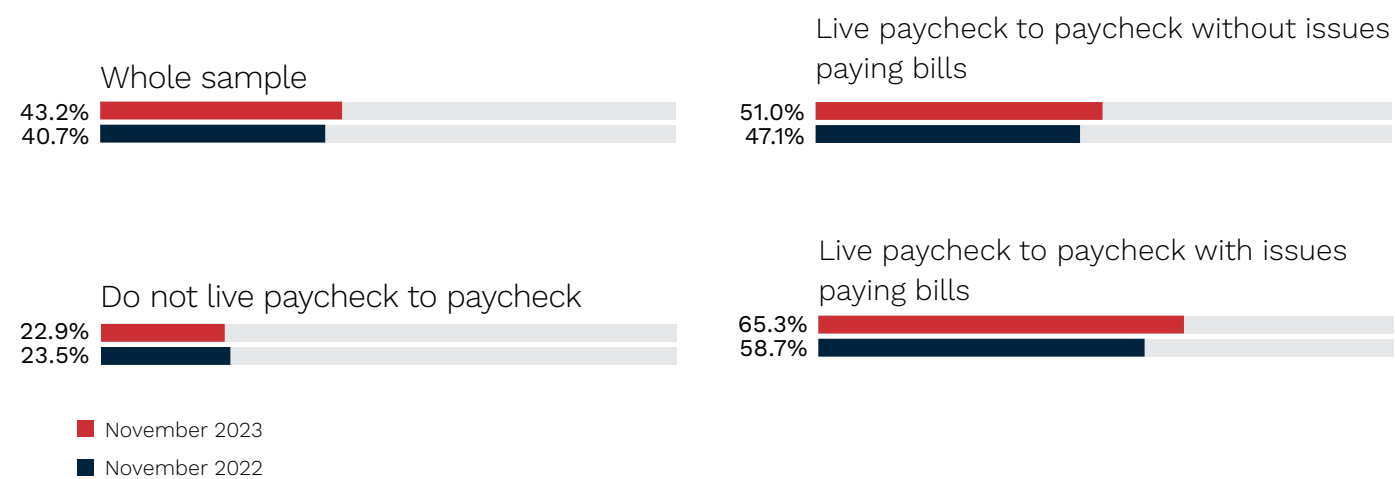 Whole sample
43.2%
40.7%
Live paycheck to paycheck without issues
paying bills
51.0%
47.1%
Do not live paycheck to paycheck
22.9%
23.5%
Live paycheck to paycheck with issues
paying bills
65.3%
58.7%
November 2023
November 2022